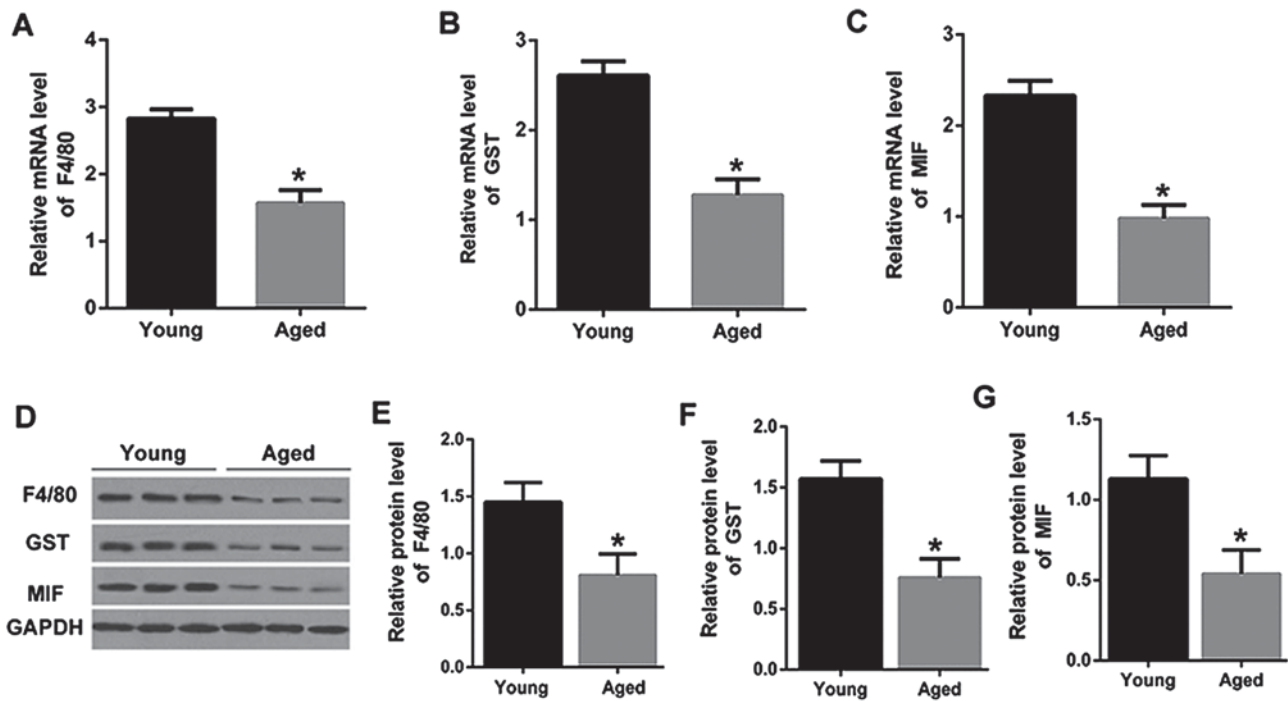 A
Relative mRNA level
of F4/80
4
3
2
1
0
*
Young
Aged
B
Relative mRNA level
of GST
3
2
1
0
*
Young
Aged
C
Relative mRNA level
of MIF
3
2
1
0
*
Young
Aged
D
Young
Aged
F4/80
GST
MIF
GAPDH
E
Relative protein level
of F4/80
2.0
1.5
1.0
0.5
0.0
*
Young
Aged
F
Relative protein level
of GST
2.0
1.5
1.0
0.5
0.0
*
Young
Aged
G
Relative protein level
of MIF
1.5
1.0
0.5
0.0
*
Young
Aged